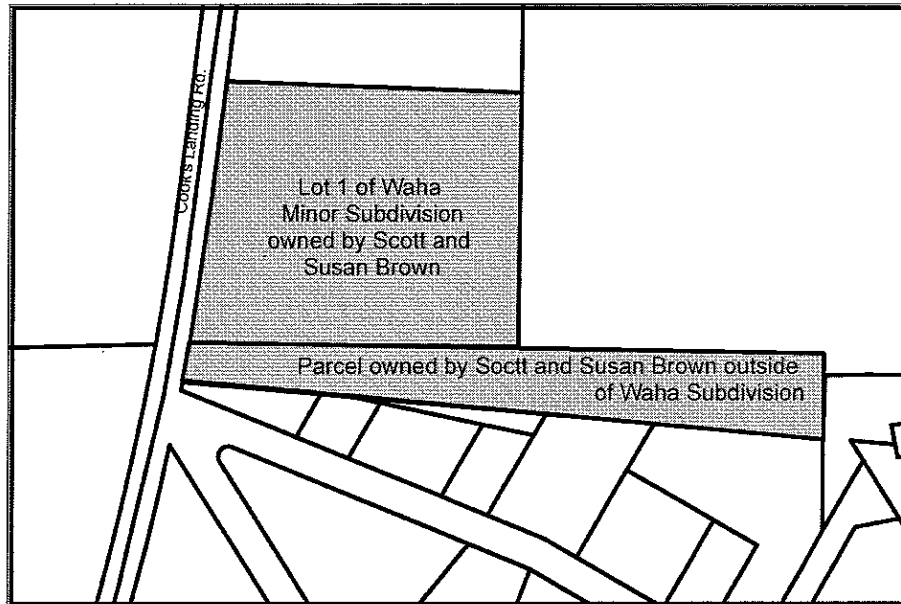 Cook's Landing Rd.
Lot 1 of Waha
Minor Subdivision
owned by Scott and
Susan Brown
Parcel owned by Soctt and Susan Brown outside
of Waha Subdivision